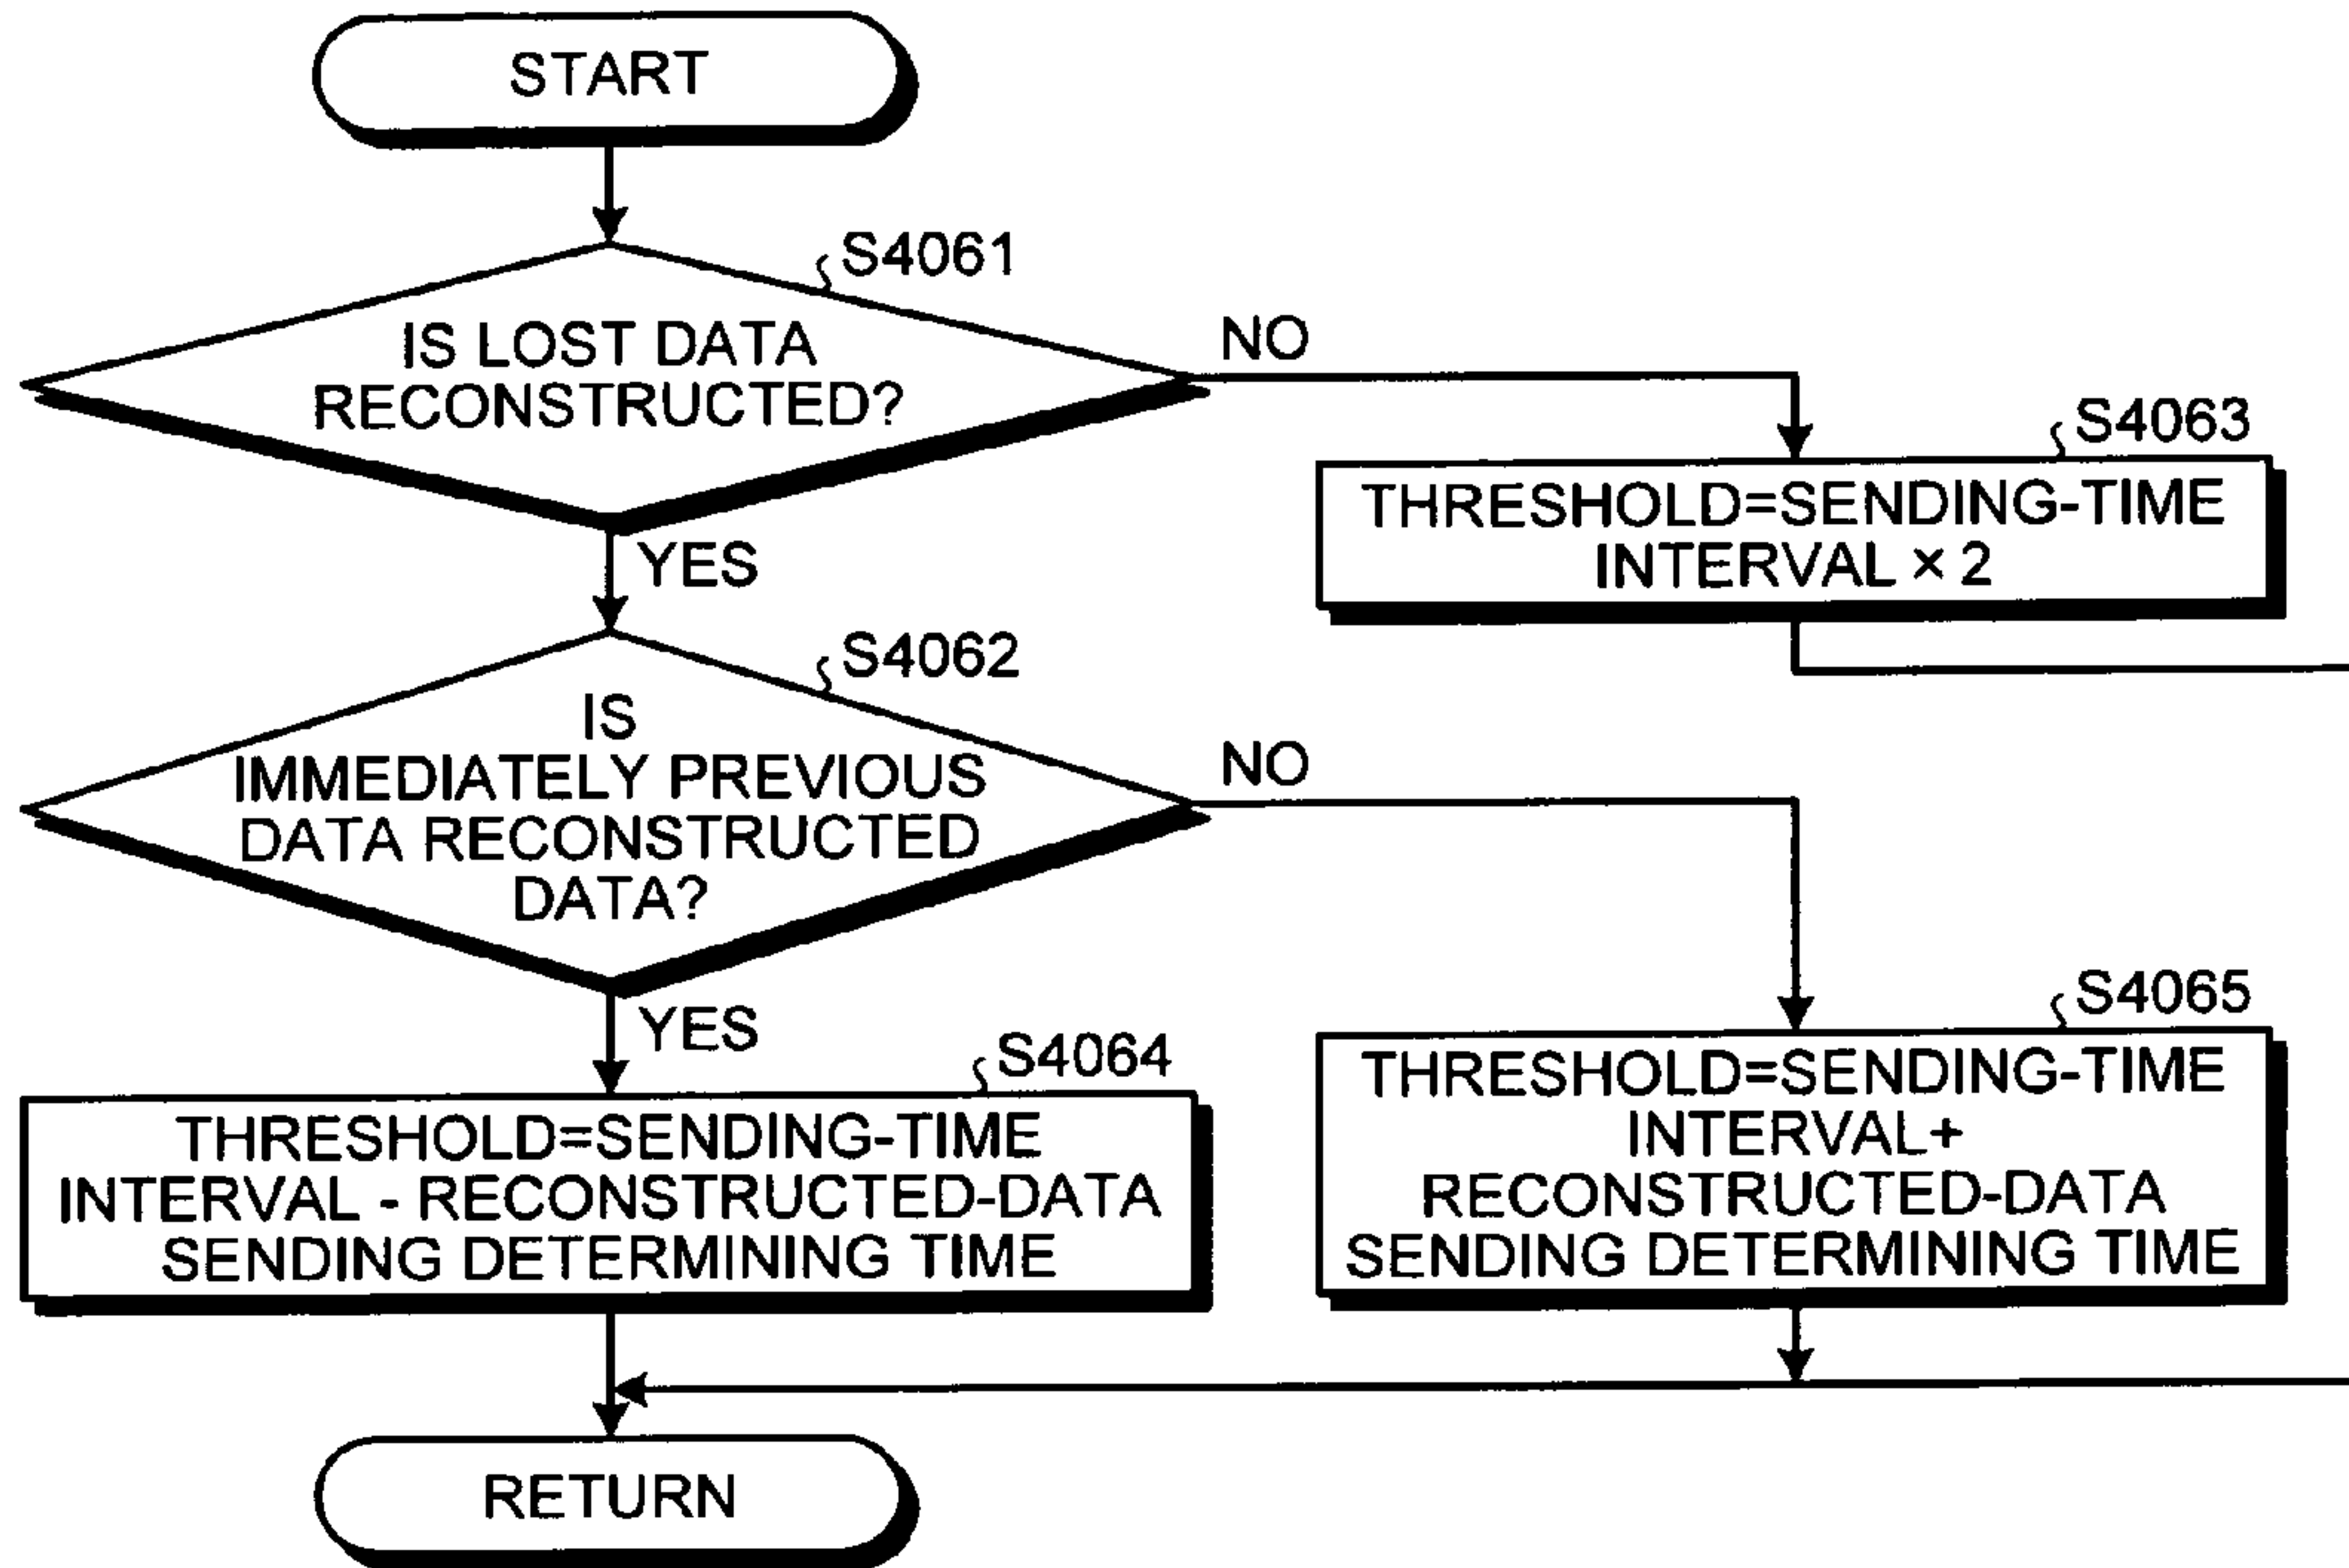 START
S4061
IS LOST DATA
RECONSTRUCTED?
NO
YES
S4063
THRESHOLD=SENDING-TIME
INTERVAL × 2
S4062
IS
IMMEDIATELY PREVIOUS
DATA RECONSTRUCTED
DATA?
NO
YES
S4064
THRESHOLD=SENDING-TIME
INTERVAL - RECONSTRUCTED-DATA
SENDING DETERMINING TIME
S4065
THRESHOLD=SENDING-TIME
INTERVAL+
RECONSTRUCTED-DATA
SENDING DETERMINING TIME
RETURN